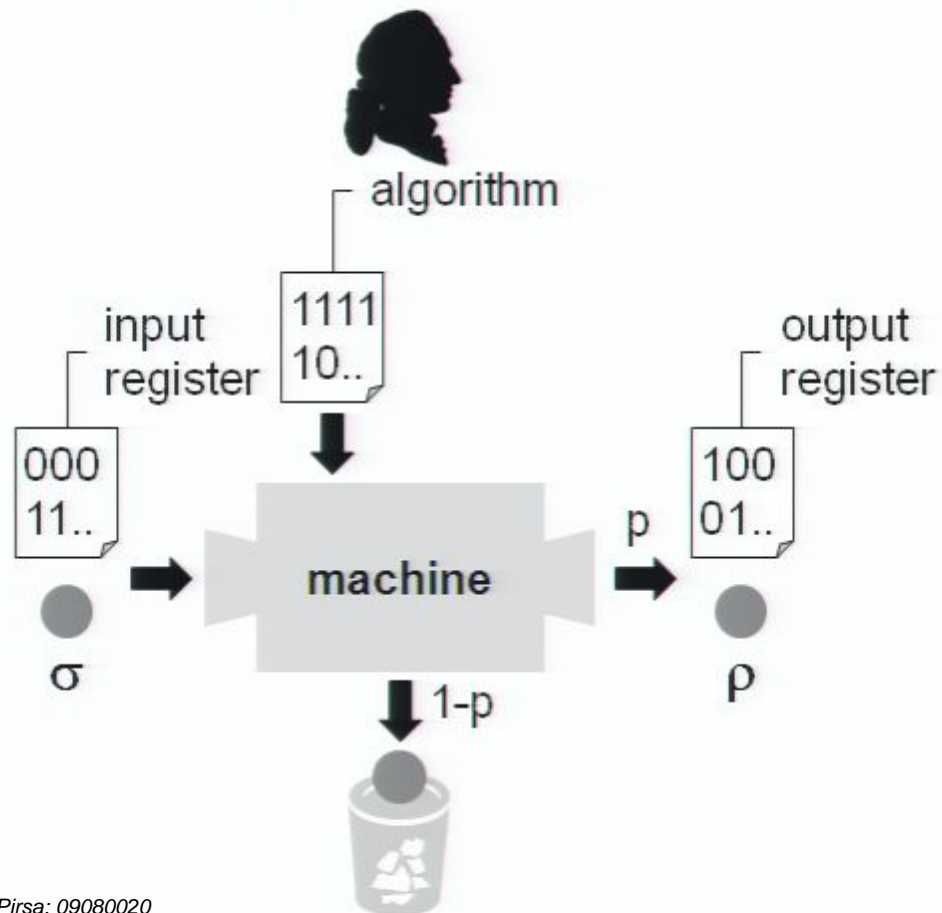 algorithm
1111
10..
input
register
output
register
000
11..
100
01..
p
machine
σ
ρ
1-p
Pirsa: 09080020